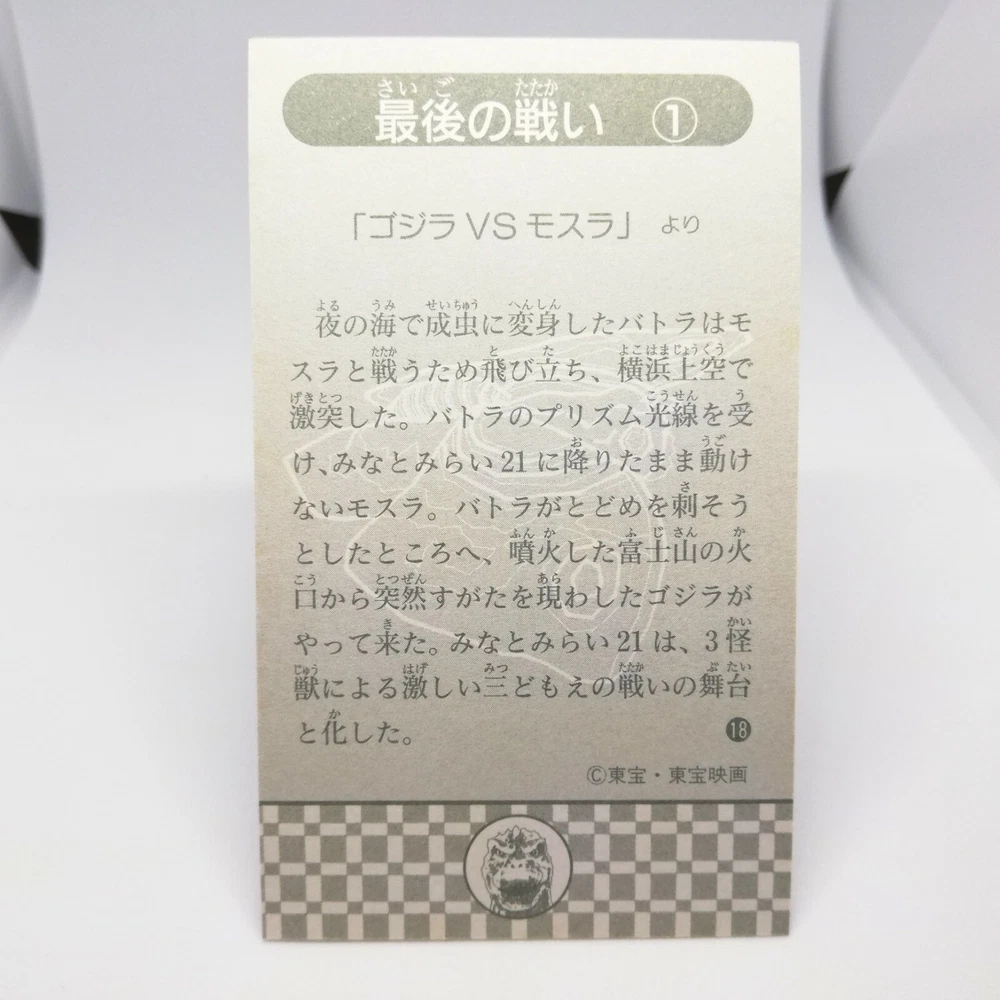 最後の戦い ①
「ゴジラ VS モスラ」 より
夜の海で成虫に変身したバトラはモ
スラと戦うため飛び立ち、横浜上空で
激突した。バトラのプリズム光線を受
け、みなとみらい21に降りたまま動け
ないモスラ。バトラがとどめを刺そう
としたところへ、噴火した富士山の火
口から突然すがたを現わしたゴジラが
やって来た。みなとみらい21は、3怪
獣による激しい三どもえの戦いの舞台
と化した。 18
©東宝・東宝映画